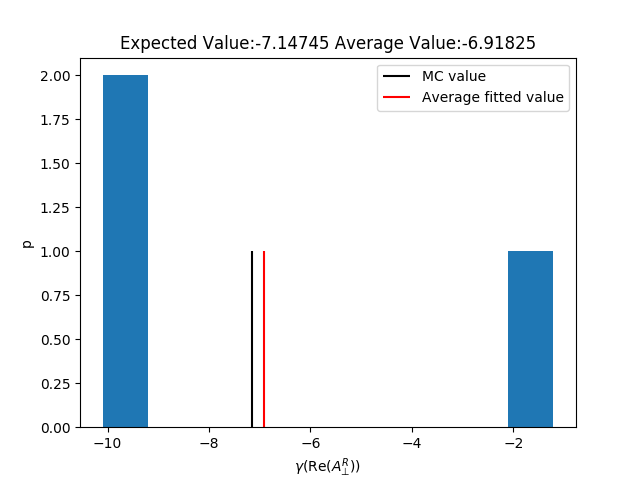 Expected Value:-7.14745 Average Value:-6.91825
MC value
Average fitted value
2.00
1.75
1.50
1.25
1.00
0.75
0.50
0.25
0.00
p
−10
−8
−6
−4
−2
γ(Re(A_⊥^R))